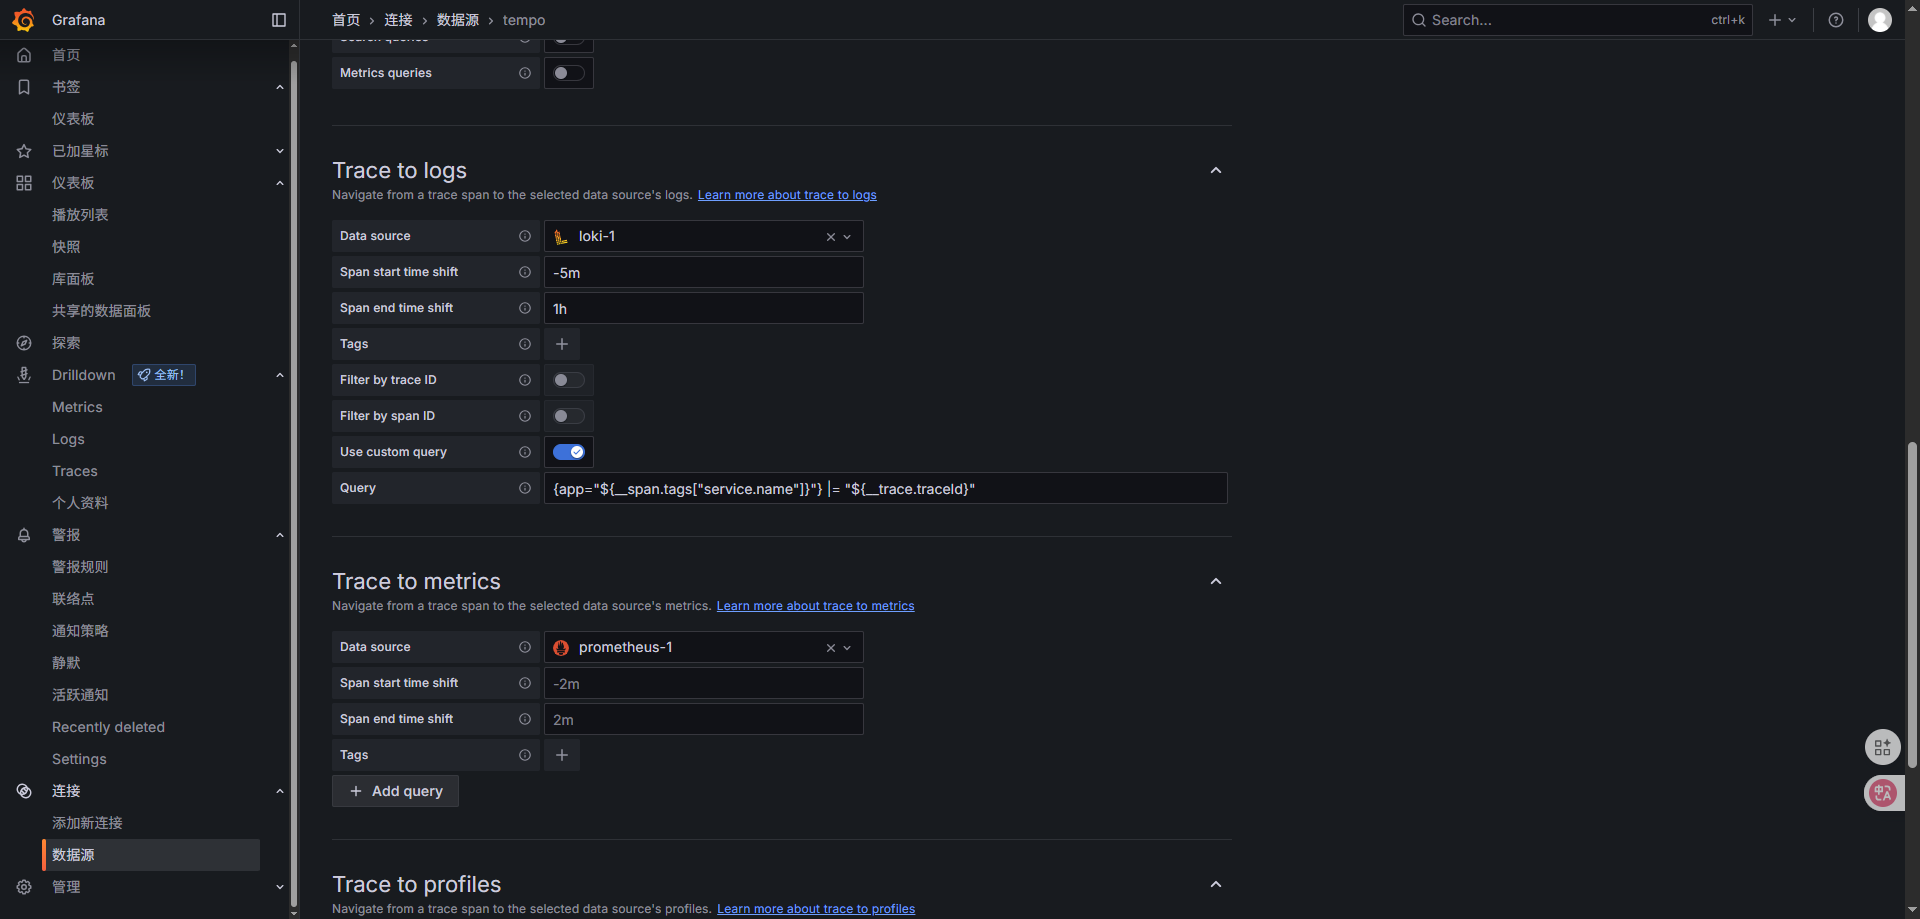 Grafana
首页 › 连接 › 数据源 › tempo
Search...
ctrl+k
首页
书签
仪表板
已加星标
仪表板
播放列表
快照
库面板
共享的数据面板
探索
Drilldown
全新!
Metrics
Logs
Traces
个人资料
警报
警报规则
联络点
通知策略
静默
活跃通知
Recently deleted
Settings
连接
添加新连接
数据源
管理
Search queries
Metrics queries
Trace to logs
Navigate from a trace span to the selected data source's logs. Learn more about trace to logs
Data source
loki-1
Span start time shift
-5m
Span end time shift
1h
Tags
Filter by trace ID
Filter by span ID
Use custom query
Query
{app="${__span.tags["service.name"]}"} |= "${__trace.traceId}"
Trace to metrics
Navigate from a trace span to the selected data source's metrics. Learn more about trace to metrics
Data source
prometheus-1
Span start time shift
-2m
Span end time shift
2m
Tags
Add query
Trace to profiles
Navigate from a trace span to the selected data source's profiles. Learn more about trace to profiles